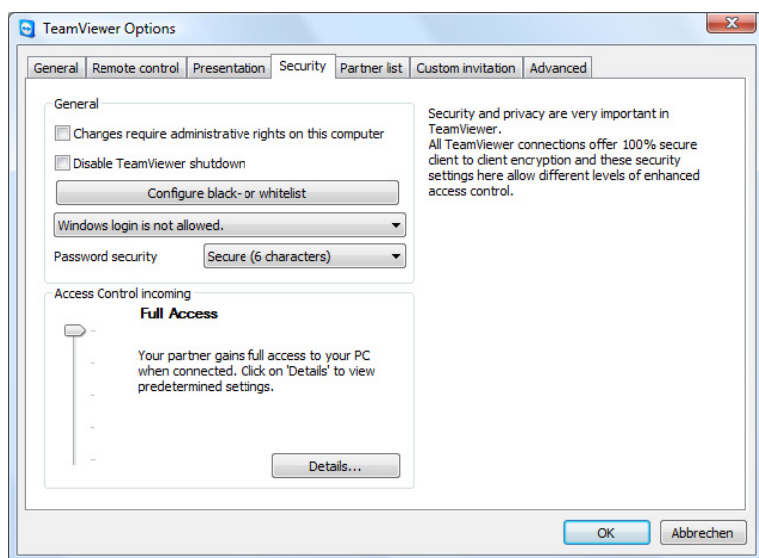 TeamViewer Options
General
Remote control
Presentation
Security
Partner list
Custom invitation
Advanced
General
Changes require administrative rights on this computer
Disable TeamViewer shutdown
Configure black- or whitelist
Windows login is not allowed.
Password security
Secure (6 characters)
Access Control incoming
Full Access
Your partner gains full access to your PC
when connected. Click on 'Details' to view
predetermined settings.
Details...
Security and privacy are very important in
TeamViewer.
All TeamViewer connections offer 100% secure
client to client encryption and these security
settings here allow different levels of enhanced
access control.
OK
Abbrechen